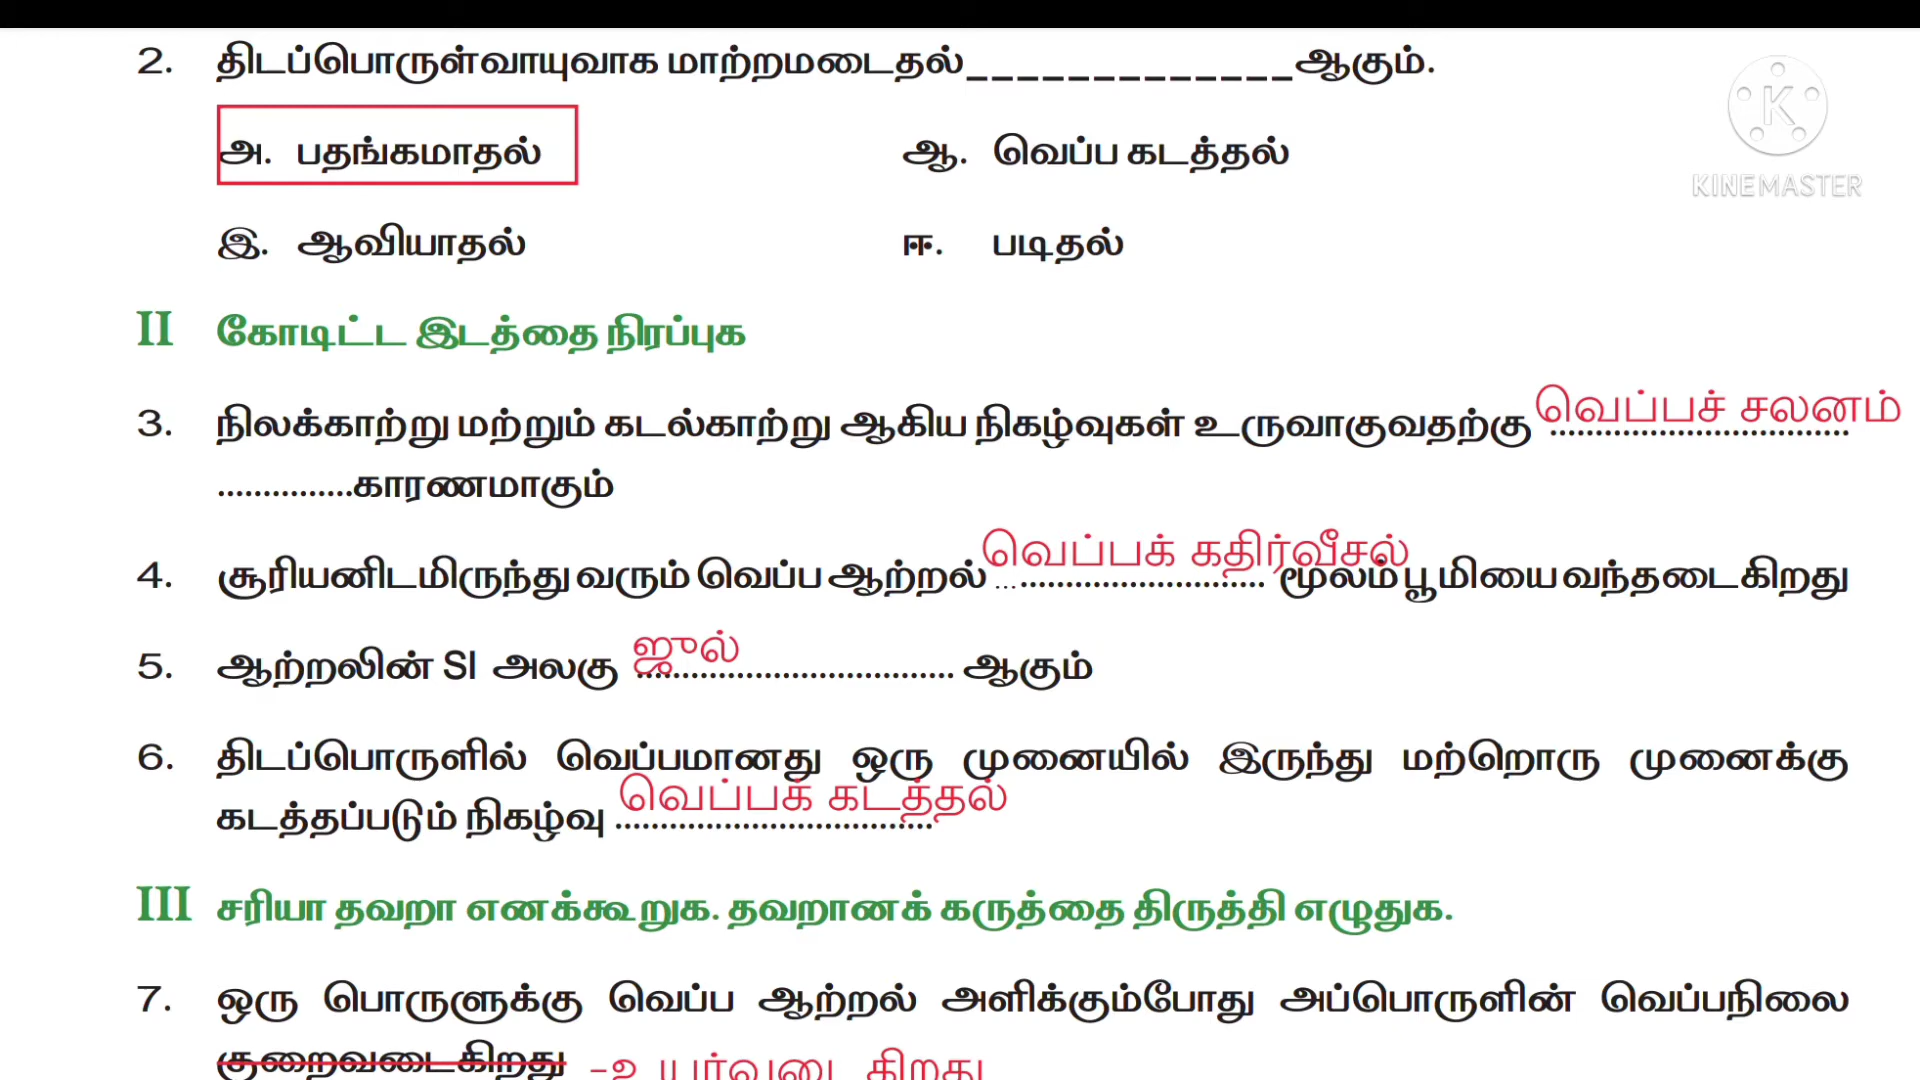 2. திடப்பொருள்வாயுவாக மாற்றமடைதல்_____________ஆகும்.
அ. பதங்கமாதல் ஆ. வெப்ப கடத்தல்
K
KINEMASTER
இ. ஆவியாதல் ஈ. படிதல்
II கோடிட்ட இடத்தை நிரப்புக
3. நிலக்காற்று மற்றும் கடல்காற்று ஆகிய நிகழ்வுகள் உருவாகுவதற்கு வெப்பச் சலனம்
...............காரணமாகும்
4. சூரியனிடமிருந்து வரும் வெப்ப ஆற்றல் வெப்பக் கதிர்வீசல் மூலம் பூமியை வந்தடைகிறது
5. ஆற்றலின் SI அலகு ஜுல் ஆகும்
6. திடப்பொருளில் வெப்பமானது ஒரு முனையில் இருந்து மற்றொரு முனைக்கு
கடத்தப்படும் நிகழ்வு வெப்பக் கடத்தல்
III சரியா தவறா எனக்கூறுக. தவறானக் கருத்தை திருத்தி எழுதுக.
7. ஒரு பொருளுக்கு வெப்ப ஆற்றல் அளிக்கும்போது அப்பொருளின் வெப்பநிலை
குறைவடைகிறது -உயர்வடைகிறது